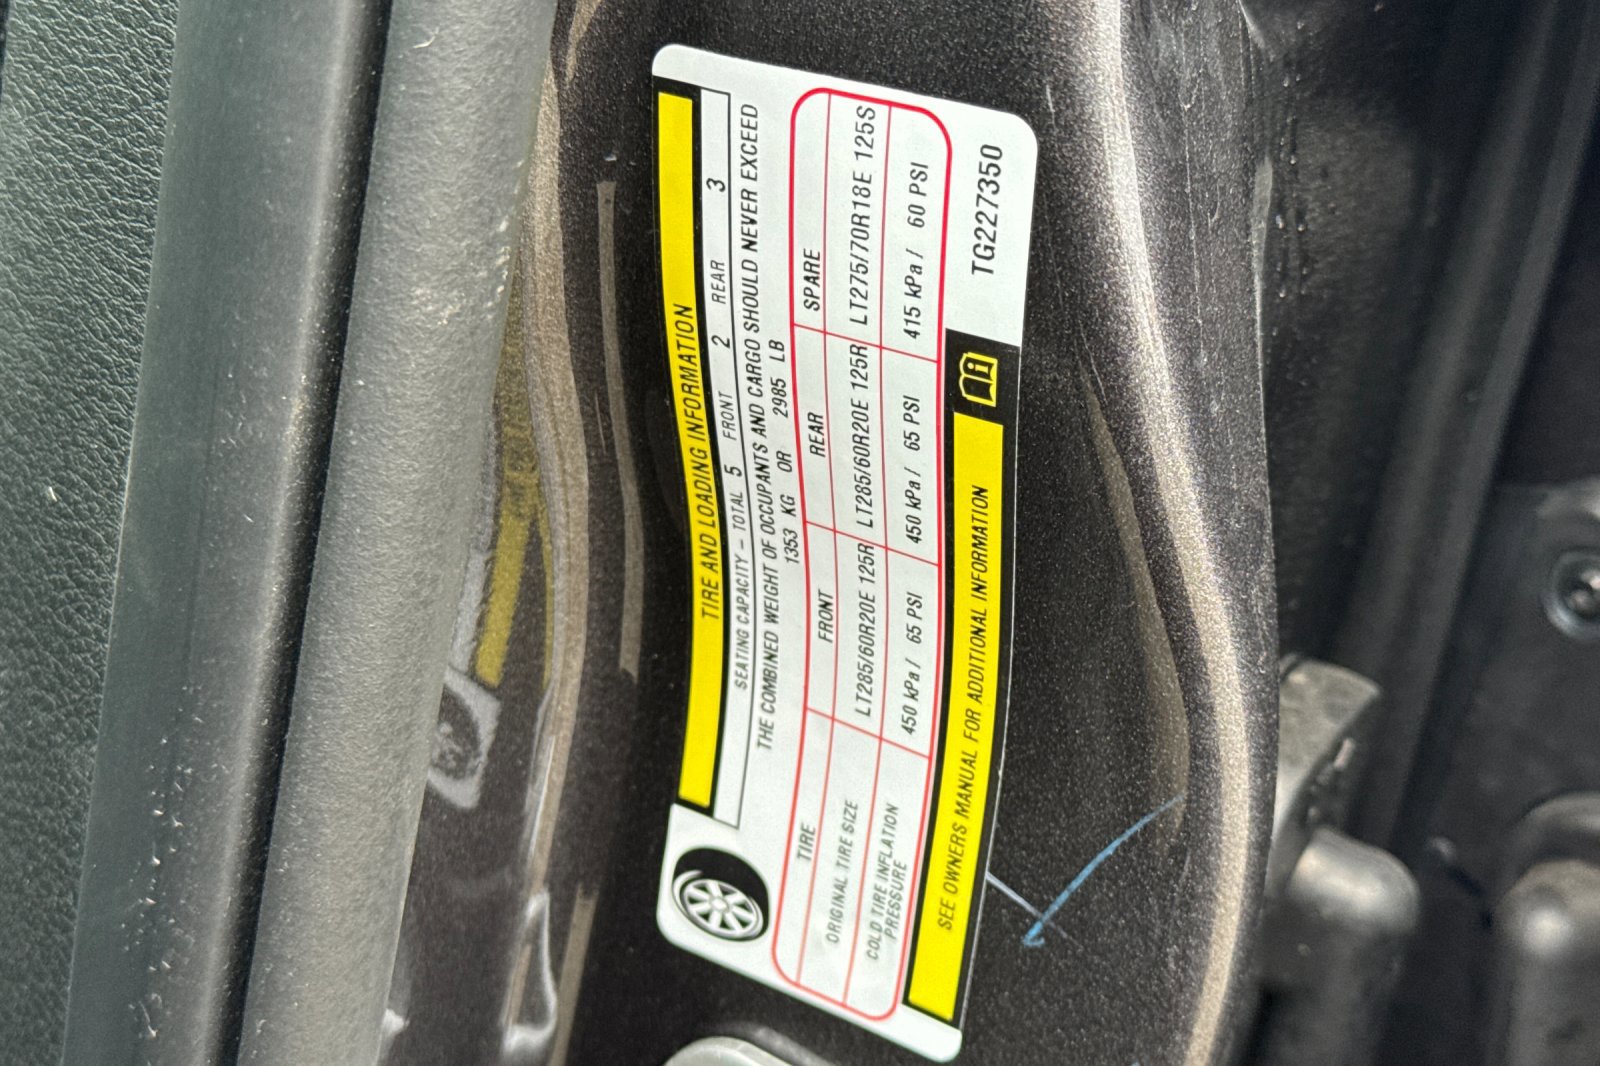 TIRE AND LOADING INFORMATION
SEATING CAPACITY - TOTAL 5 FRONT 2 REAR 3
THE COMBINED WEIGHT OF OCCUPANTS AND CARGO SHOULD NEVER EXCEED
1353 KG OR 2985 LB
TIRE FRONT REAR SPARE
ORIGINAL TIRE SIZE LT285/60R20E 125R LT285/60R20E 125R LT275/70R18E 125S
COLD TIRE INFLATION
PRESSURE 450 kPa / 65 PSI 450 kPa / 65 PSI 415 kPa / 60 PSI
SEE OWNERS MANUAL FOR ADDITIONAL INFORMATION
TG227350